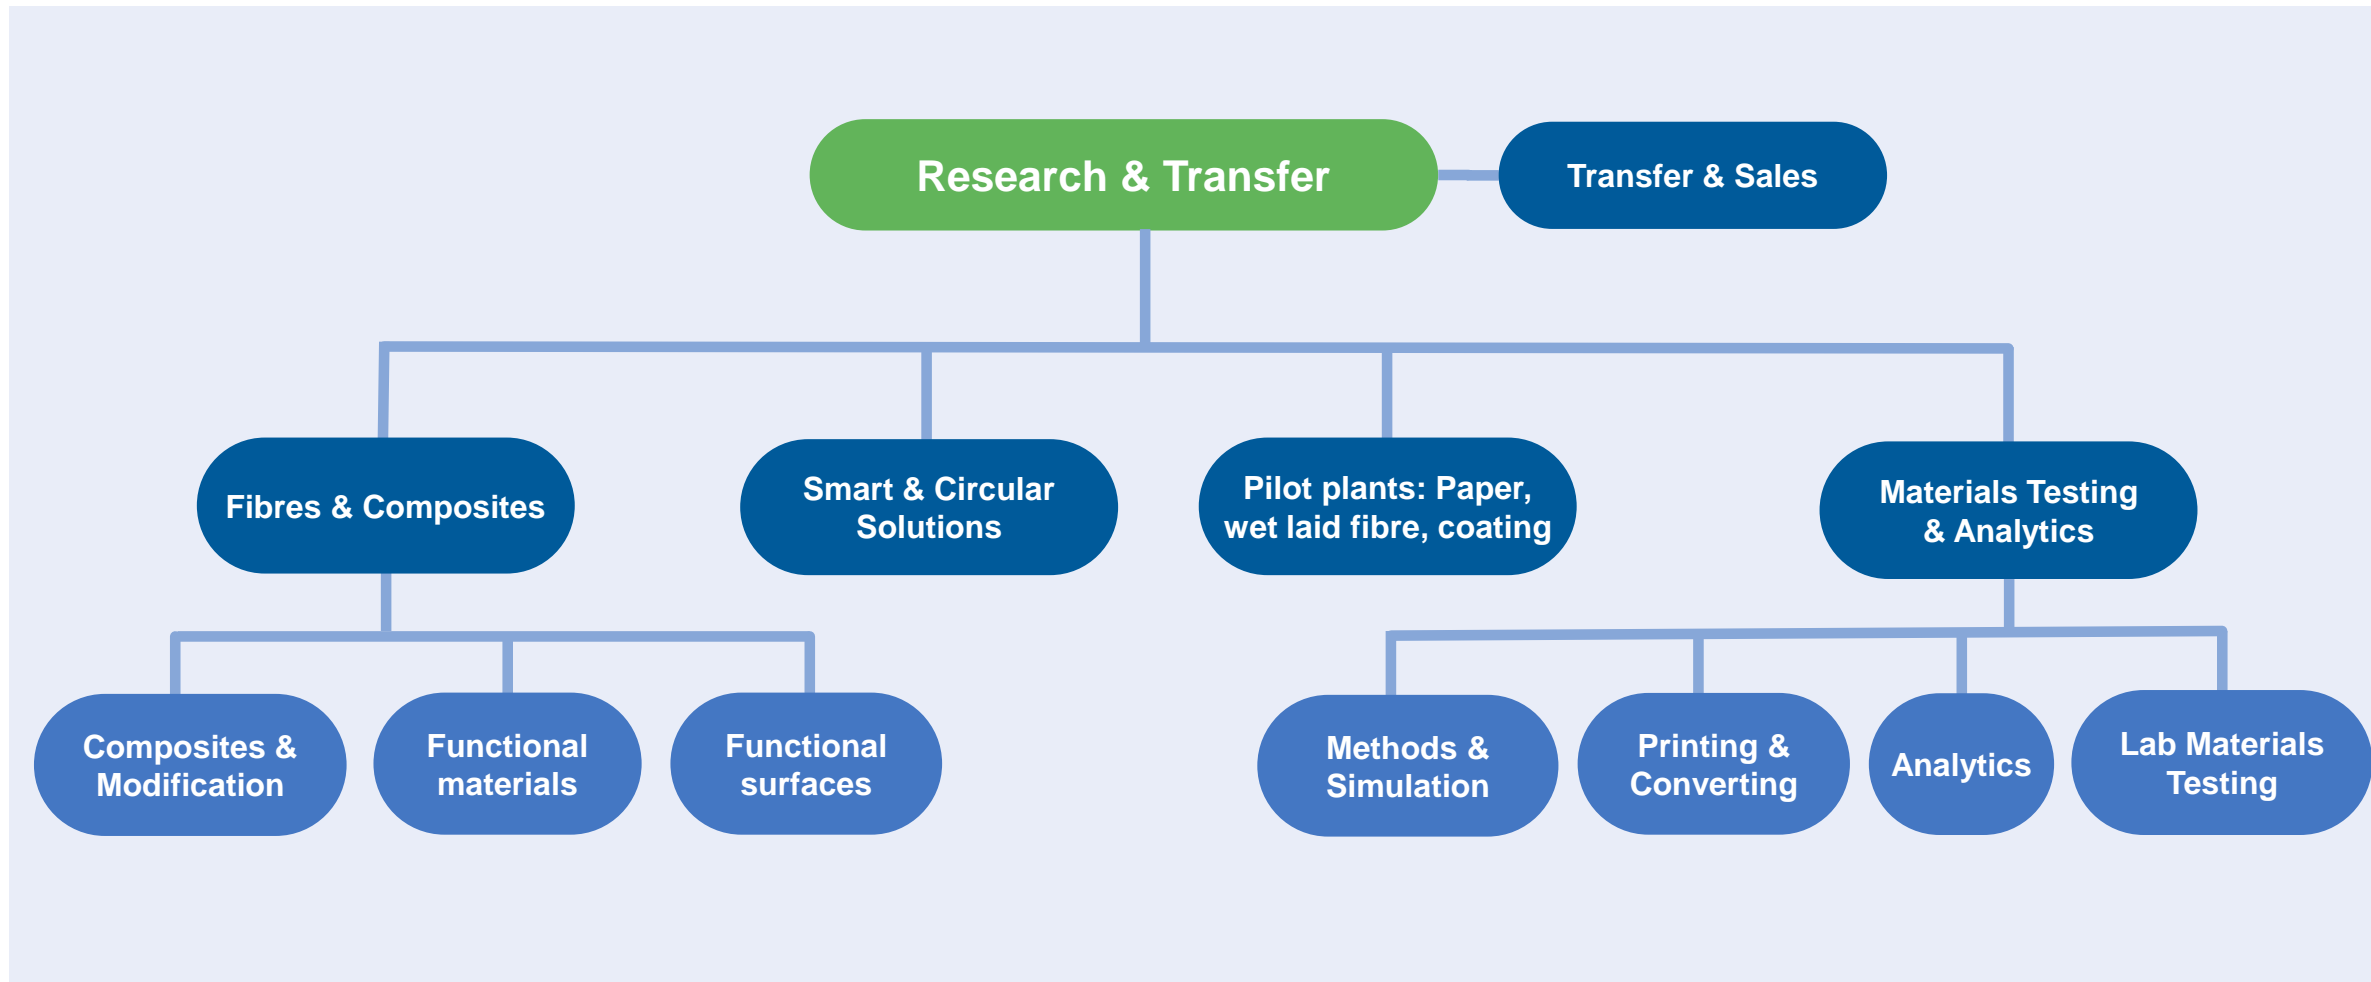 Research & Transfer
Transfer & Sales
Fibres & Composites
Smart & Circular
Solutions
Pilot plants: Paper,
wet laid fibre, coating
Materials Testing
& Analytics
Composites &
Modification
Functional
materials
Functional
surfaces
Methods &
Simulation
Printing &
Converting
Analytics
Lab Materials
Testing